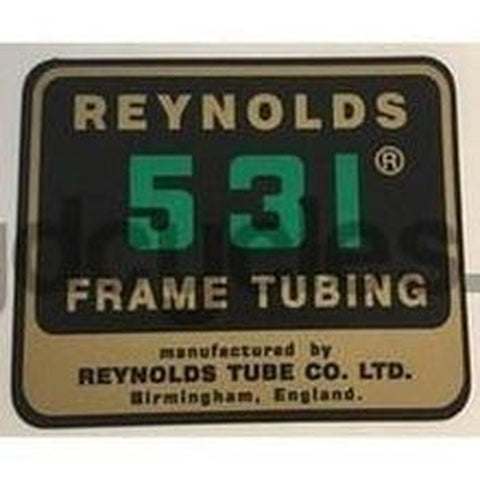 REYNOLDS
531®
FRAME TUBING
manufactured by
REYNOLDS TUBE CO. LTD.
Birmingham, England.